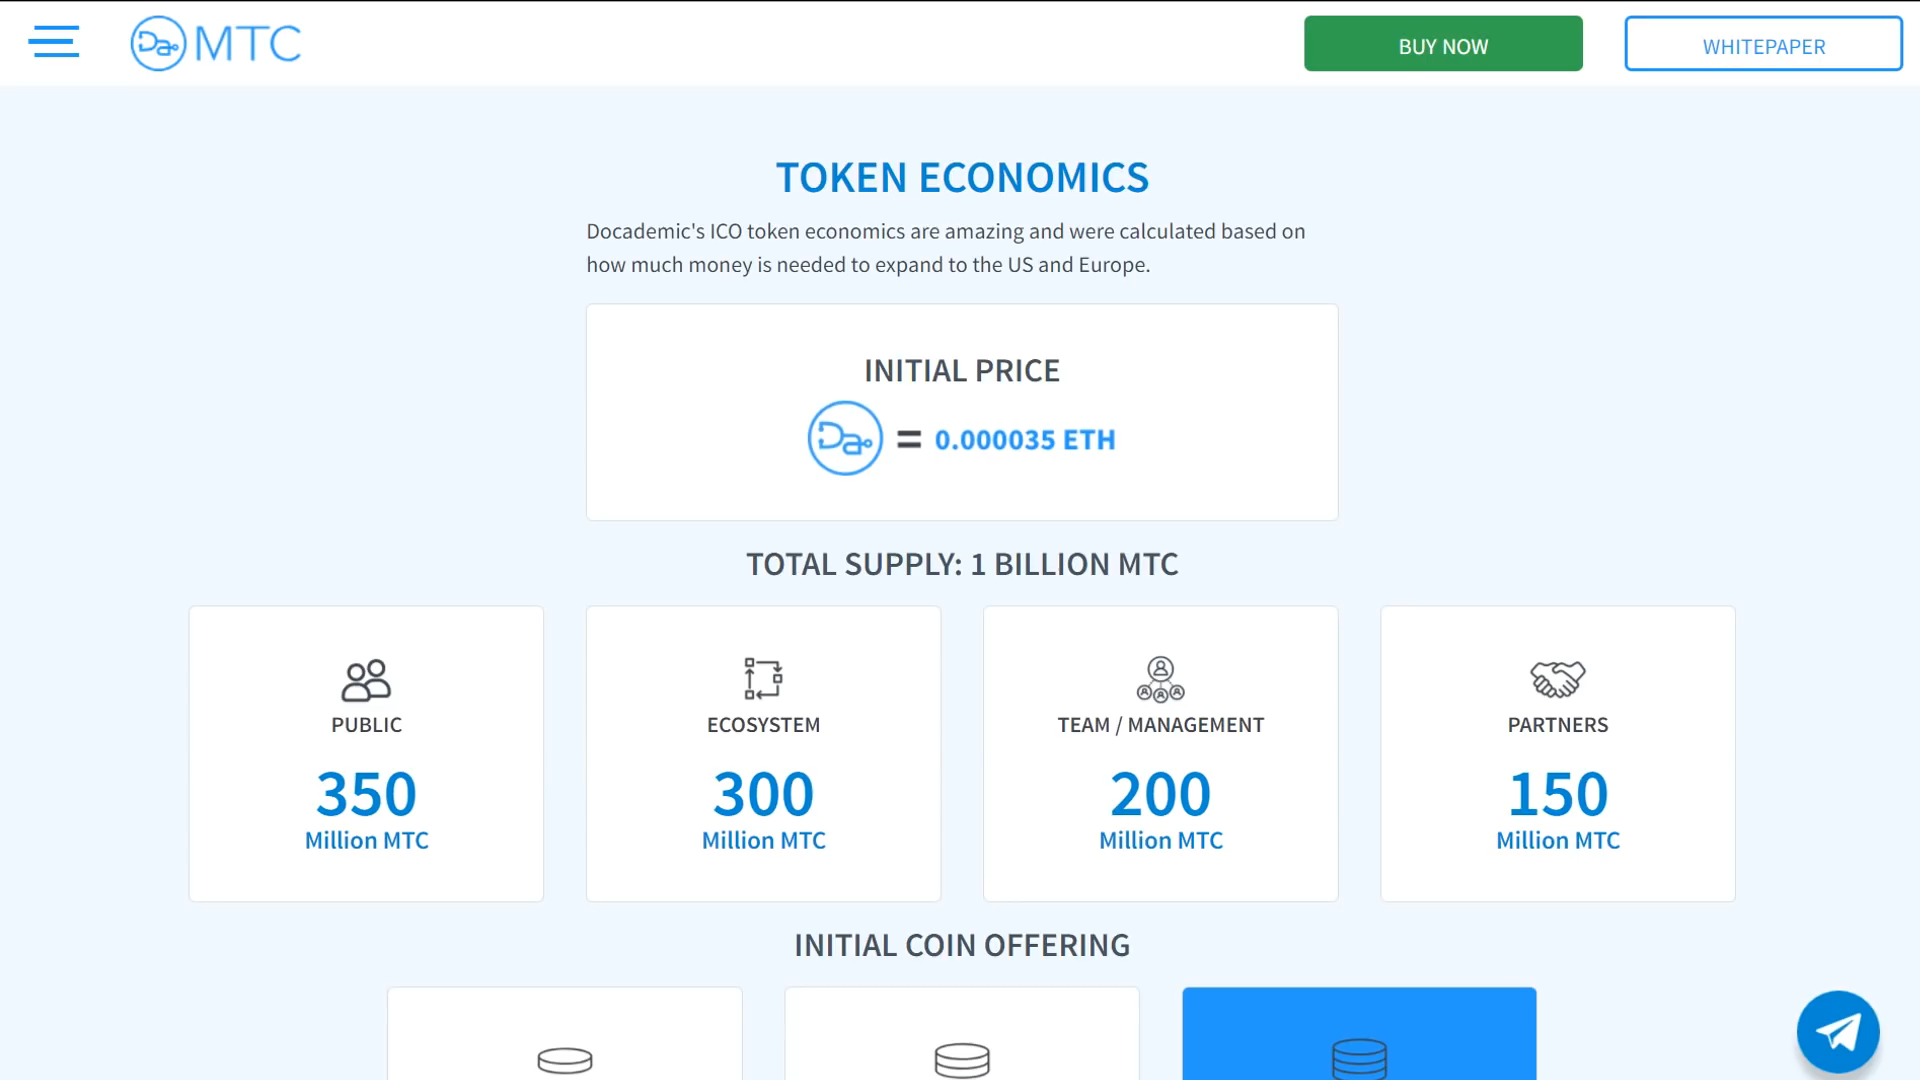 Da MTC
BUY NOW
WHITEPAPER
TOKEN ECONOMICS
Docademic's ICO token economics are amazing and were calculated based on
how much money is needed to expand to the US and Europe.
INITIAL PRICE
Da = 0.000035 ETH
TOTAL SUPPLY: 1 BILLION MTC
PUBLIC
350
Million MTC
ECOSYSTEM
300
Million MTC
TEAM / MANAGEMENT
200
Million MTC
PARTNERS
150
Million MTC
INITIAL COIN OFFERING